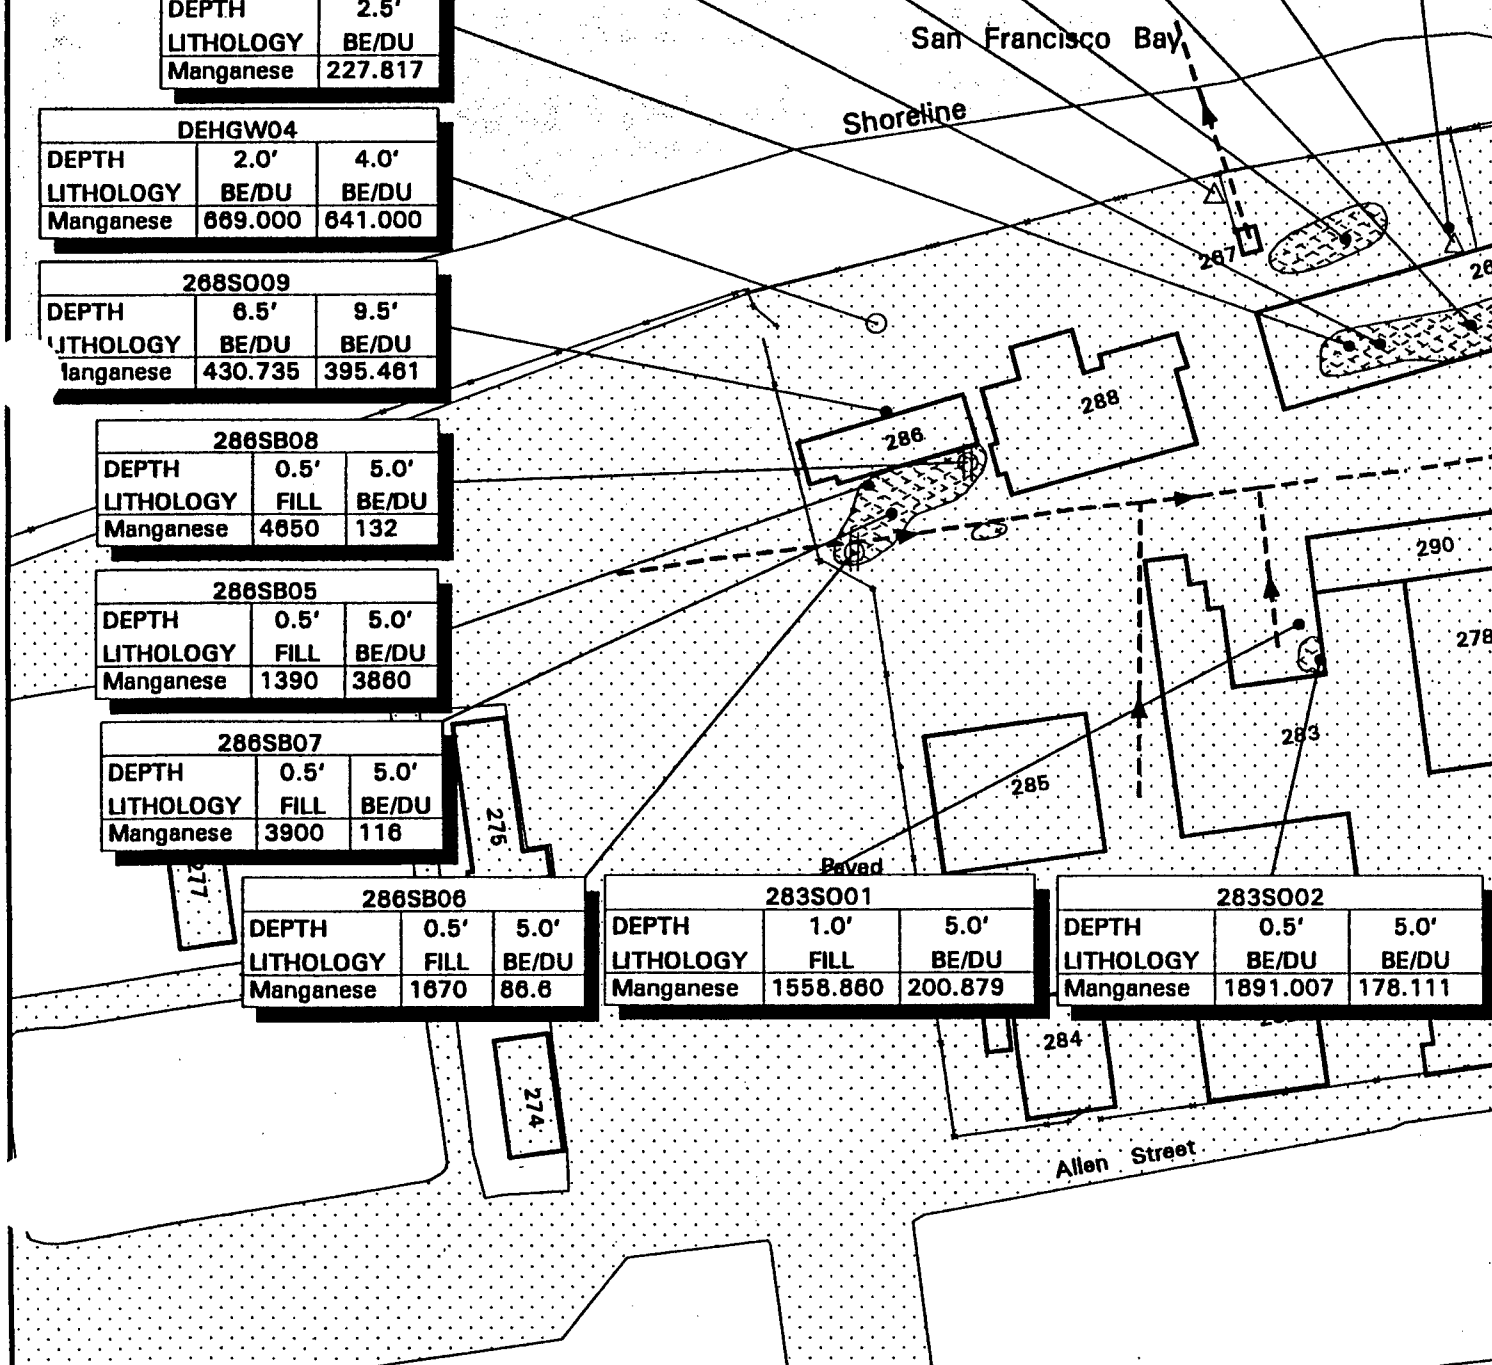 DEPTH 2.5'
LITHOLOGY BE/DU
Manganese 227.817
San Francisco Bay
Shoreline
DEHGW04
DEPTH 2.0' 4.0'
LITHOLOGY BE/DU BE/DU
Manganese 669.000 641.000
268SO09
DEPTH 6.5' 9.5'
LITHOLOGY BE/DU BE/DU
Manganese 430.735 395.461
267
288
286
286SB08
DEPTH 0.5' 5.0'
LITHOLOGY FILL BE/DU
Manganese 4650 132
290
286SB05
DEPTH 0.5' 5.0'
LITHOLOGY FILL BE/DU
Manganese 1390 3860
278
283
286SB07
DEPTH 0.5' 5.0'
LITHOLOGY FILL BE/DU
Manganese 3900 116
275
285
277
Paved
286SB06
DEPTH 0.5' 5.0'
LITHOLOGY FILL BE/DU
Manganese 1670 86.6
283SO01
DEPTH 1.0' 5.0'
LITHOLOGY FILL BE/DU
Manganese 1558.860 200.879
283SO02
DEPTH 0.5' 5.0'
LITHOLOGY BE/DU BE/DU
Manganese 1891.007 178.111
284
274
Allen Street